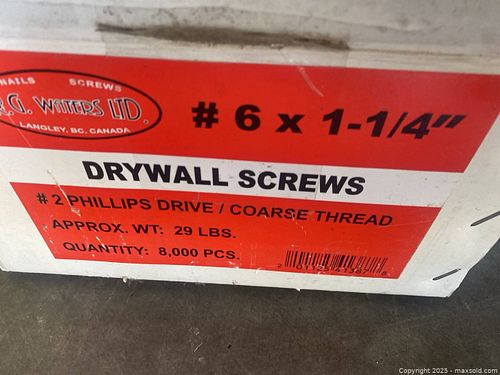 NAILS SCREWS
R.G. WATERS LTD.
LANGLEY, BC. CANADA
# 6 x 1-1/4"
DRYWALL SCREWS
# 2 PHILLIPS DRIVE / COARSE THREAD
APPROX. WT: 29 LBS.
QUANTITY: 8,000 PCS.
Copyright 2025 - maxsold.com